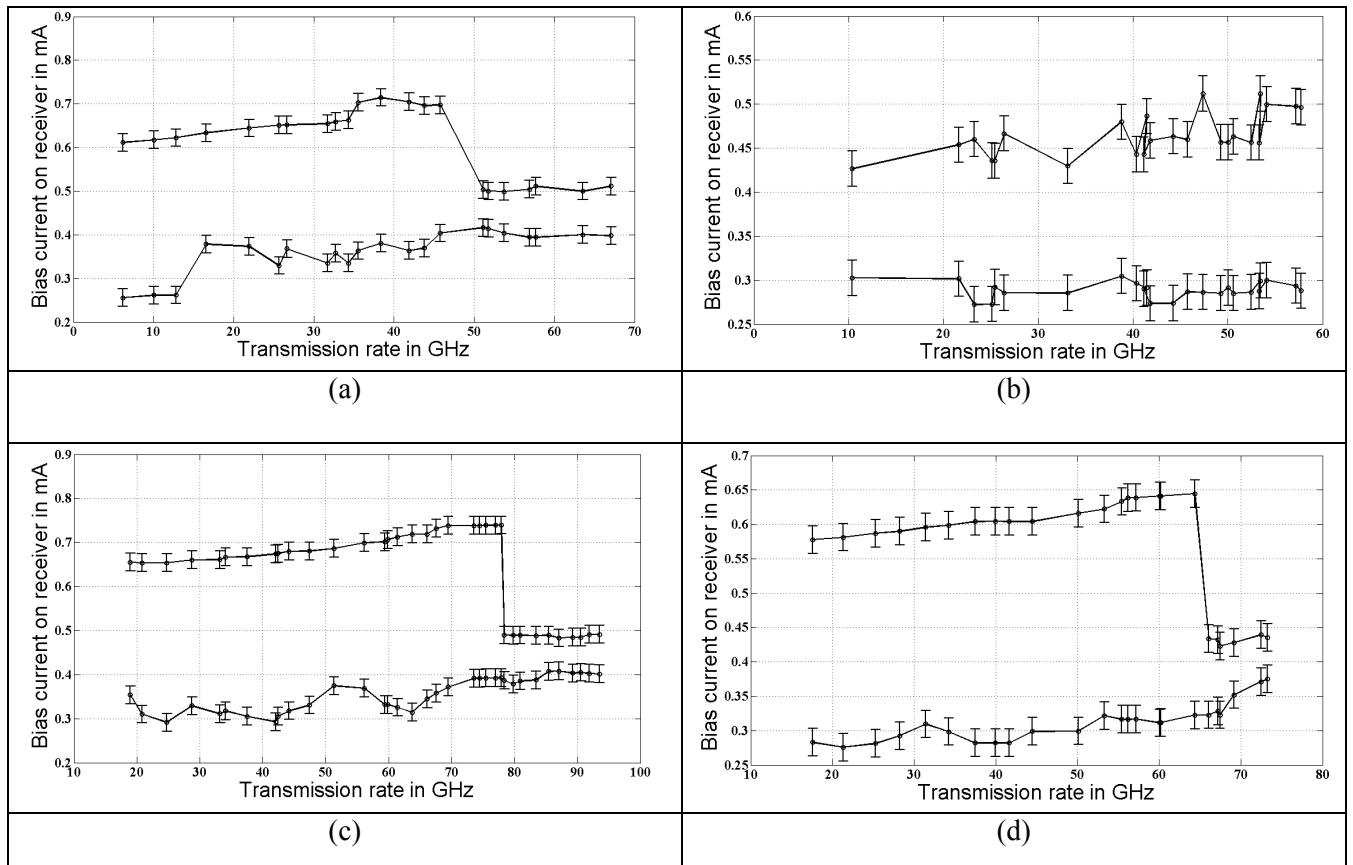 0.9
0.8
0.7
0.6
0.5
0.4
0.3
0.2
0 10 20 30 40 50 60 70
Bias current on receiver in mA
Transmission rate in GHz
(a)
0.6
0.55
0.5
0.45
0.4
0.35
0.3
0.25
0 10 20 30 40 50 60
Bias current on receiver in mA
Transmission rate in GHz
(b)
0.9
0.8
0.7
0.6
0.5
0.4
0.3
0.2
10 20 30 40 50 60 70 80 90 100
Bias current on receiver in mA
Transmission rate in GHz
(c)
0.7
0.65
0.6
0.55
0.5
0.45
0.4
0.35
0.3
0.25
10 20 30 40 50 60 70 80
Bias current on receiver in mA
Transmission rate in GHz
(d)